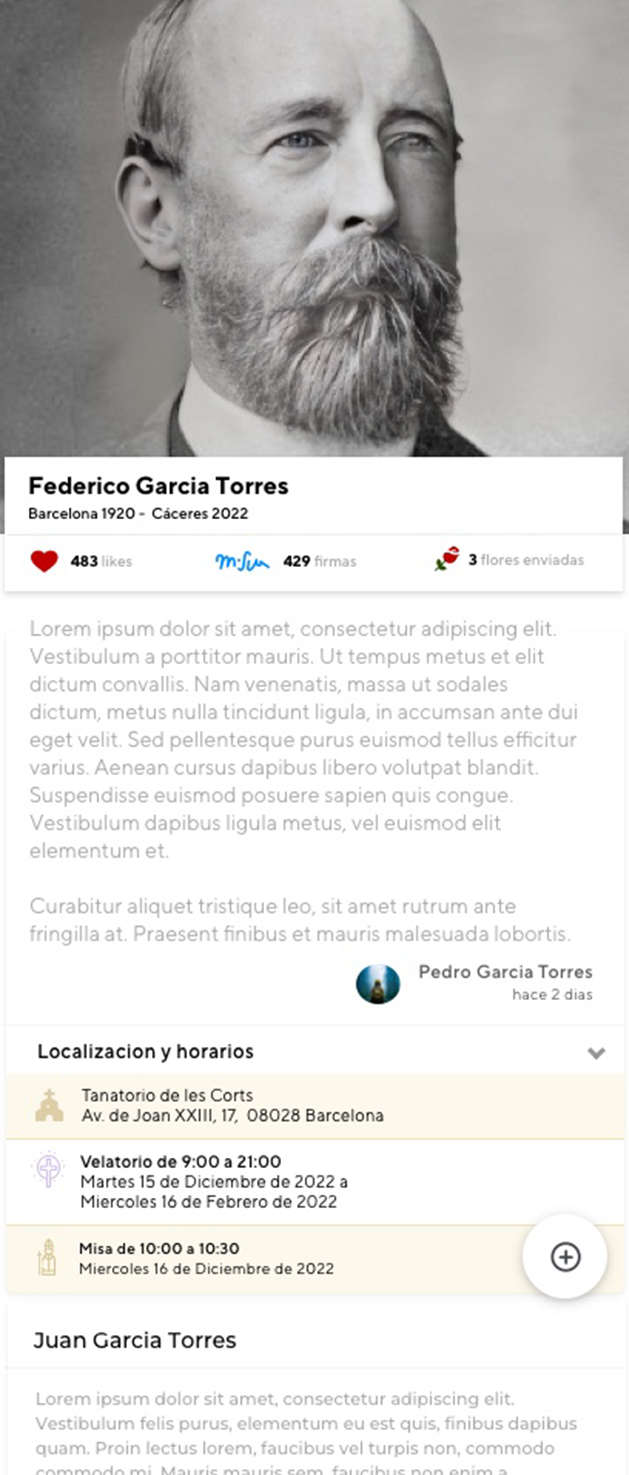 Federico Garcia Torres
Barcelona 1920 - Cáceres 2022
483 likes
429 firmas
3 flores enviadas
Lorem ipsum dolor sit amet, consectetur adipiscing elit.
Vestibulum a porttitor mauris. Ut tempus metus et elit
dictum convallis. Nam venenatis, massa ut sodales
dictum, metus nulla tincidunt ligula, in accumsan ante dui
eget velit. Sed pellentesque purus euismod tellus efficitur
varius. Aenean cursus dapibus libero volutpat blandit.
Suspendisse euismod posuere sapien quis congue.
Vestibulum dapibus ligula metus, vel euismod elit
elementum et.
Curabitur aliquet tristique leo, sit amet rutrum ante
fringilla at. Praesent finibus et mauris malesuada lobortis.
Pedro Garcia Torres
hace 2 dias
Localizacion y horarios
Tanatorio de les Corts
Av. de Joan XXIII, 17, 08028 Barcelona
Velatorio de 9:00 a 21:00
Martes 15 de Diciembre de 2022 a
Miercoles 16 de Febrero de 2022
Misa de 10:00 a 10:30
Miercoles 16 de Diciembre de 2022
Juan Garcia Torres
Lorem ipsum dolor sit amet, consectetur adipiscing elit.
Vestibulum felis purus, elementum eu est quis, finibus dapibus
quam. Proin lectus lorem, faucibus vel turpis non, commodo
commodo mi. Mauris mauris sem, faucibus non enim a